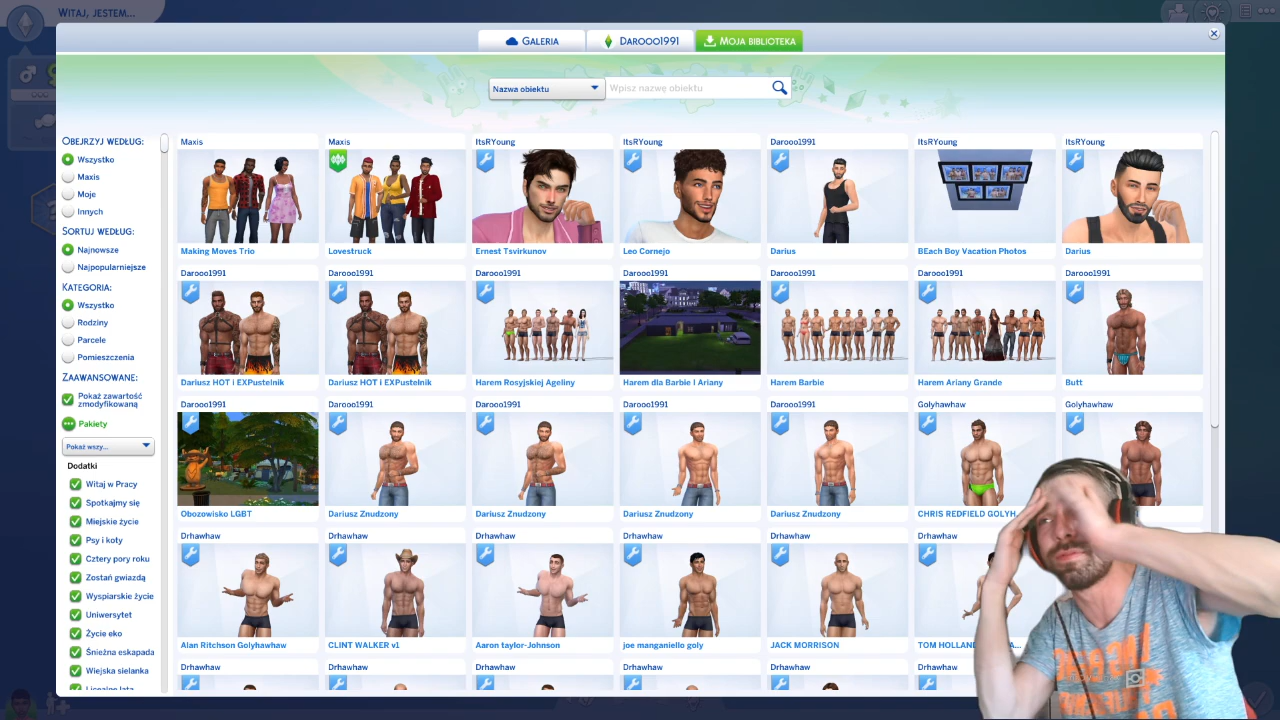 WITAJ, JESTEM...
GALERIA
DAROOO1991
MOJA BIBLIOTEKA
Nazwa obiektu
Wpisz nazwę obiektu
OBEJRZYJ WEDŁUG:
Wszystko
Maxis
Moje
Innych
SORTUJ WEDŁUG:
Najnowsze
Najpopularniejsze
KATEGORIA:
Wszystko
Rodziny
Parcele
Pomieszczenia
ZAAWANSOWANE:
Pokaż zawartość
zmodyfikowaną
Pakiety
Pokaż wszy...
Dodatki
Witaj w Pracy
Spotkajmy się
Miejskie życie
Psy i koty
Cztery pory roku
Zostań gwiazdą
Wyspiarskie życie
Uniwersytet
Życie eko
Śnieżna eskapada
Wiejska sielanka
Licealne lata
Maxis Maxis ItsRYoung ItsRYoung Darooo1991 ItsRYoung ItsRYoung
Making Moves Trio Lovestruck Ernest Tsvirkunov Leo Cornejo Darius BEach Boy Vacation Photos Darius
Darooo1991 Darooo1991 Darooo1991 Darooo1991 Darooo1991 Darooo1991 Darooo1991
Dariusz HOT i EXPustelnik Dariusz HOT i EXPustelnik Harem Rosyjskiej Ageliny Harem dla Barbie I Ariany Harem Barbie Harem Ariany Grande Butt
Darooo1991 Darooo1991 Darooo1991 Darooo1991 Darooo1991 Golyhawhaw Golyhawhaw
Obozowisko LGBT Dariusz Znudzony Dariusz Znudzony Dariusz Znudzony Dariusz Znudzony CHRIS REDFIELD GOLYH
Drhawhaw Drhawhaw Drhawhaw Drhawhaw Drhawhaw Drhawhaw
Alan Ritchson Golyhawhaw CLINT WALKER v1 Aaron taylor-Johnson joe manganiello goly JACK MORRISON TOM HOLLAN A...
Drhawhaw Drhawhaw Drhawhaw Drhawhaw Drhawhaw Drhawhaw